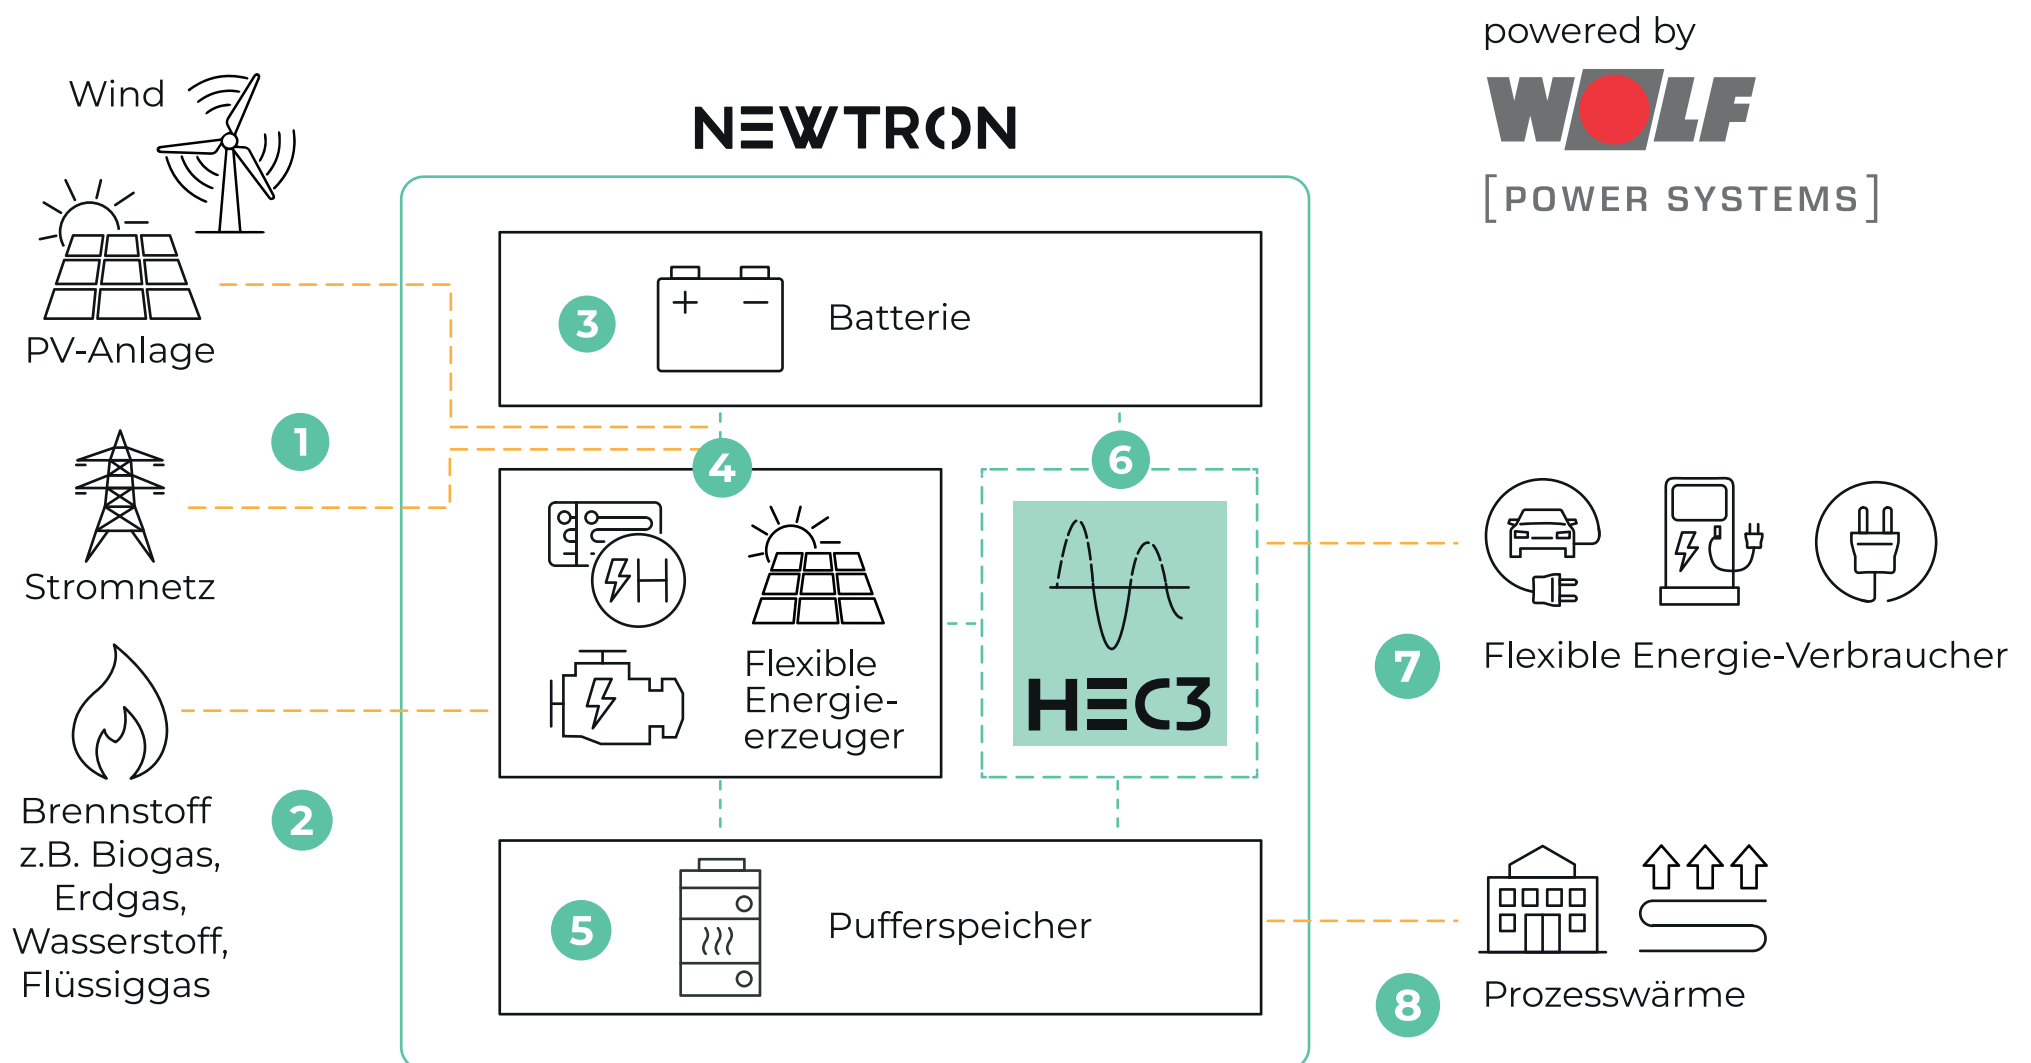 powered by
WOLF
[POWER SYSTEMS]
NEWTRON
Wind
PV-Anlage
1
Stromnetz
Brennstoff
z.B. Biogas,
Erdgas,
Wasserstoff,
Flüssiggas
2
3
+ −
Batterie
4
Flexible
Energie-
erzeuger
6
HEC3
5
Pufferspeicher
7
Flexible Energie-Verbraucher
8
Prozesswärme